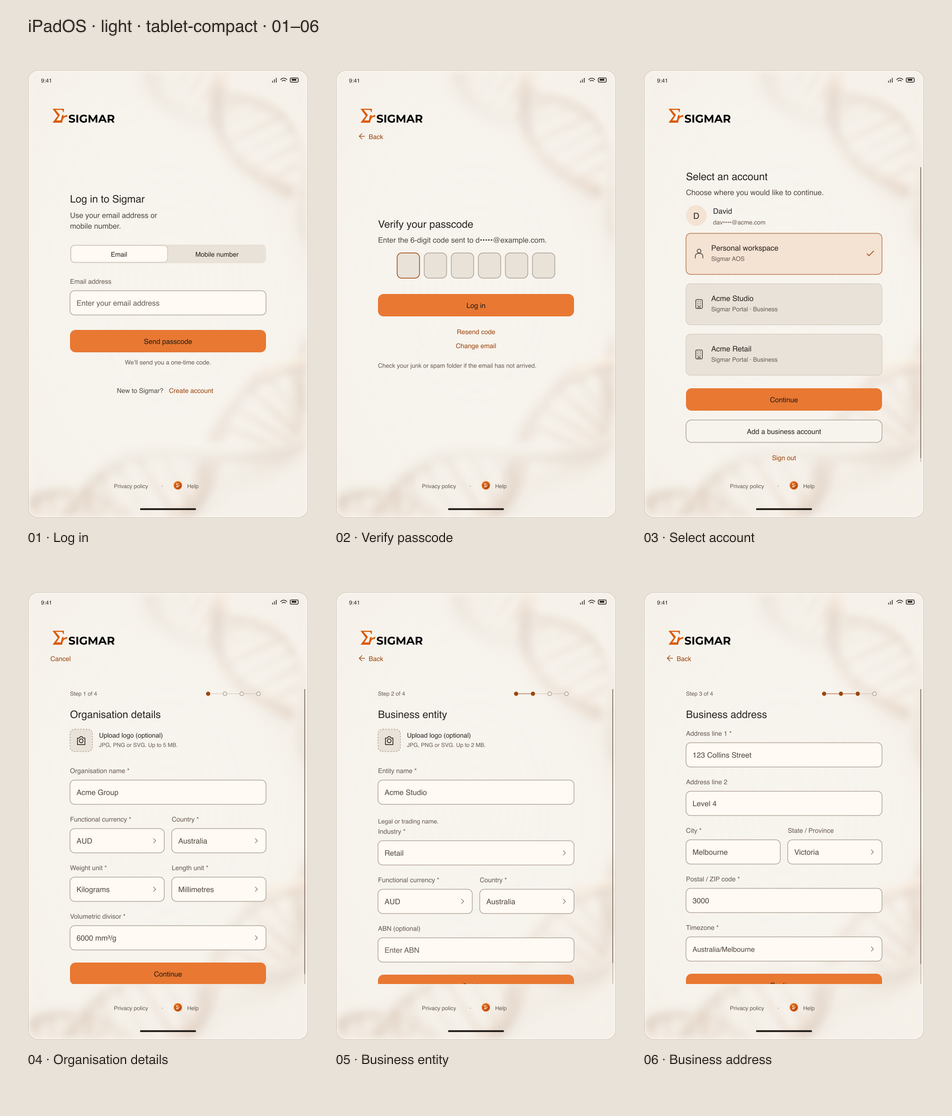 iPadOS · light · tablet-compact · 01–06
9:41
SIGMAR
Log in to Sigmar
Use your email address or
mobile number.
Email
Mobile number
Email address
Enter your email address
Send passcode
We'll send you a one-time code.
New to Sigmar? Create account
Privacy policy · Help
01 · Log in
9:41
SIGMAR
← Back
Verify your passcode
Enter the 6-digit code sent to d•••••@example.com.
Log in
Resend code
Change email
Check your junk or spam folder if the email has not arrived.
Privacy policy · Help
02 · Verify passcode
9:41
SIGMAR
Select an account
Choose where you would like to continue.
D
David
dav••••@acme.com
Personal workspace
Sigmar AOS
Acme Studio
Sigmar Portal · Business
Acme Retail
Sigmar Portal · Business
Continue
Add a business account
Sign out
Privacy policy · Help
03 · Select account
9:41
SIGMAR
Cancel
Step 1 of 4
Organisation details
Upload logo (optional)
JPG, PNG or SVG. Up to 5 MB.
Organisation name *
Acme Group
Functional currency *
Country *
AUD
Australia
Weight unit *
Length unit *
Kilograms
Millimetres
Volumetric divisor *
6000 mm³/g
Continue
Privacy policy · Help
04 · Organisation details
9:41
SIGMAR
← Back
Step 2 of 4
Business entity
Upload logo (optional)
JPG, PNG or SVG. Up to 2 MB.
Entity name *
Acme Studio
Legal or trading name.
Industry *
Retail
Functional currency *
Country *
AUD
Australia
ABN (optional)
Enter ABN
Privacy policy · Help
05 · Business entity
9:41
SIGMAR
← Back
Step 3 of 4
Business address
Address line 1 *
123 Collins Street
Address line 2
Level 4
City *
State / Province
Melbourne
Victoria
Postal / ZIP code *
3000
Timezone *
Australia/Melbourne
Privacy policy · Help
06 · Business address